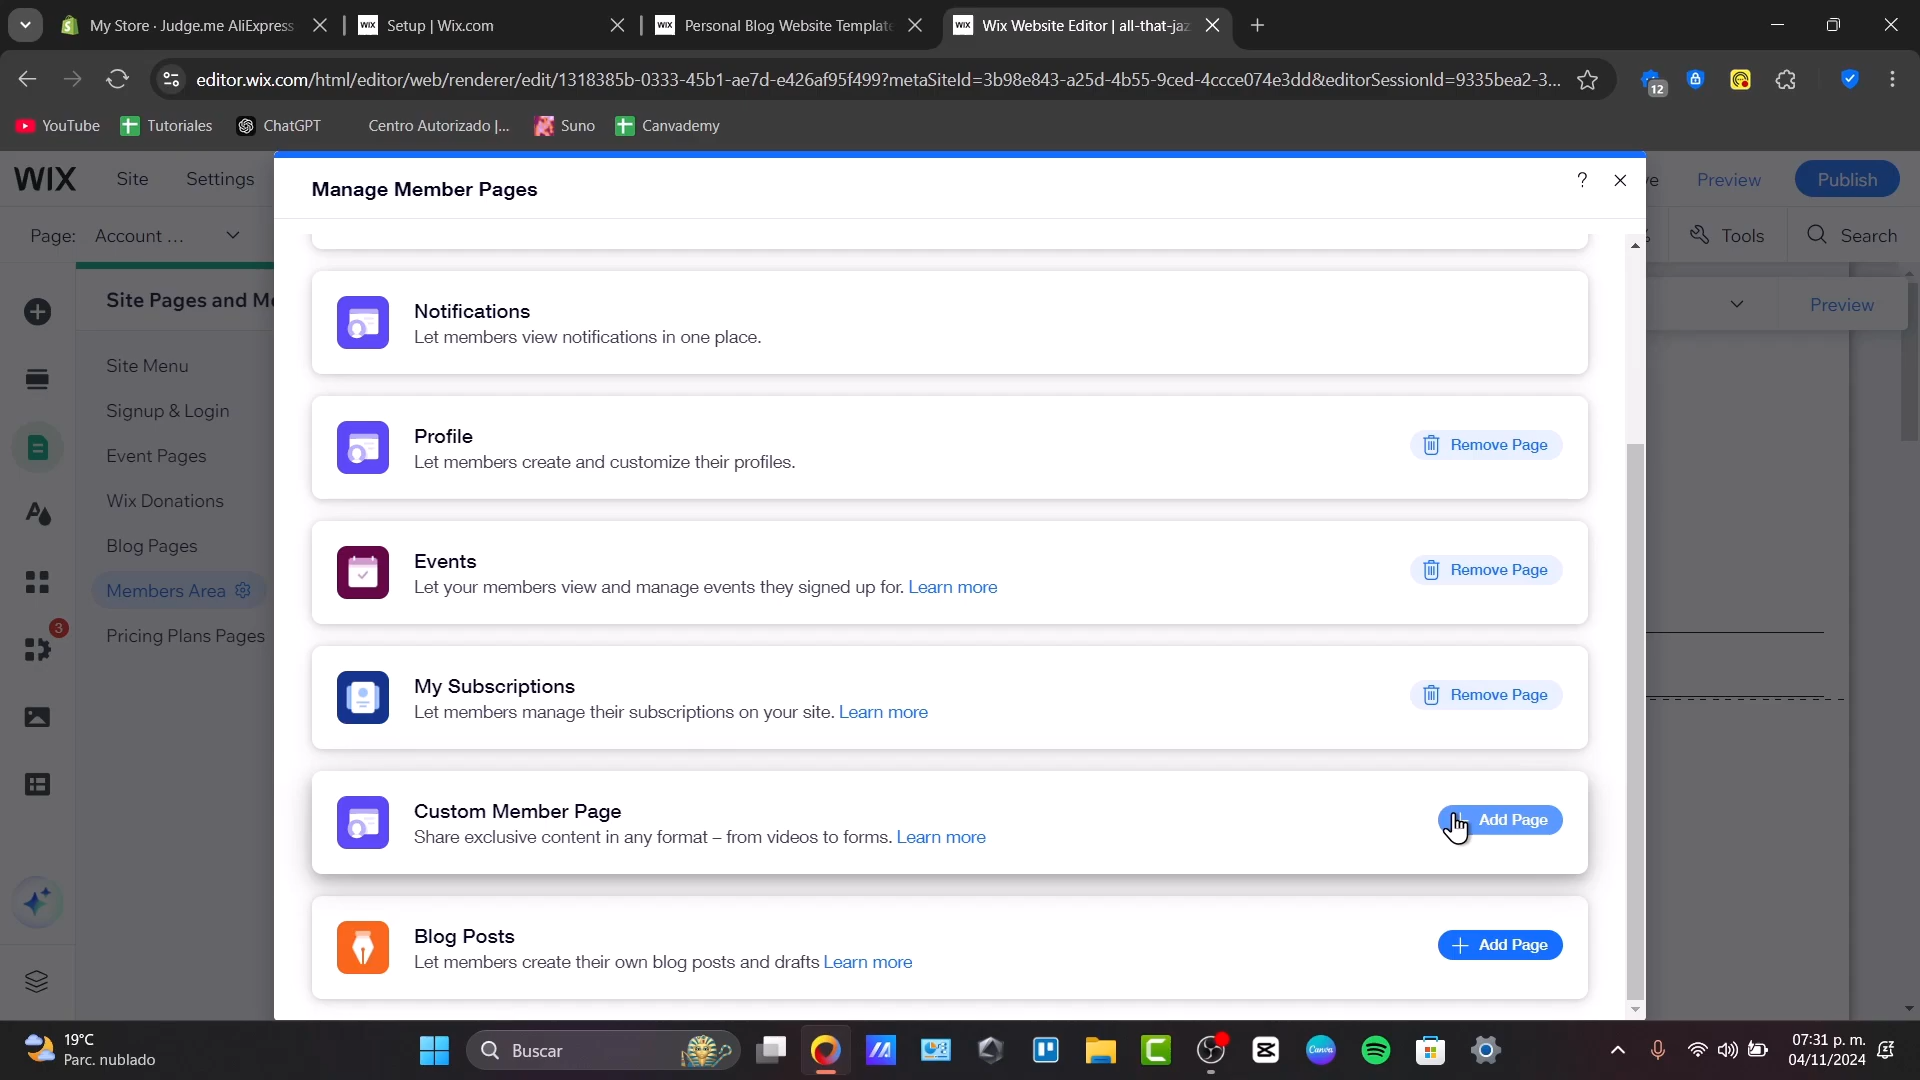 My Store · Judge.me AliExpress
WIX Setup | Wix.com
WIX Personal Blog Website Template
WIX Wix Website Editor | all-that-jaz
editor.wix.com/html/editor/web/renderer/edit/1318385b-0333-45b1-ae7d-e426af95f499?metaSiteId=3b98e843-a25d-4b55-9ced-4ccce074e3dd&editorSessionId=9335bea2-3...
12
YouTube
Tutoriales
ChatGPT
Centro Autorizado |...
Suno
Canvademy
WIX
Site
Settings
Manage Member Pages
?
Preview
Publish
Page: Account ...
Tools
Search
Site Pages and M
Preview
Site Menu
Signup & Login
Event Pages
Wix Donations
Blog Pages
Members Area
Pricing Plans Pages
3
Notifications
Let members view notifications in one place.
Profile
Let members create and customize their profiles.
Remove Page
Events
Let your members view and manage events they signed up for. Learn more
Remove Page
My Subscriptions
Let members manage their subscriptions on your site. Learn more
Remove Page
Custom Member Page
Share exclusive content in any format – from videos to forms. Learn more
Add Page
Blog Posts
Let members create their own blog posts and drafts Learn more
Add Page
19°C
Parc. nublado
Buscar
Canva
07:31 p. m.
04/11/2024